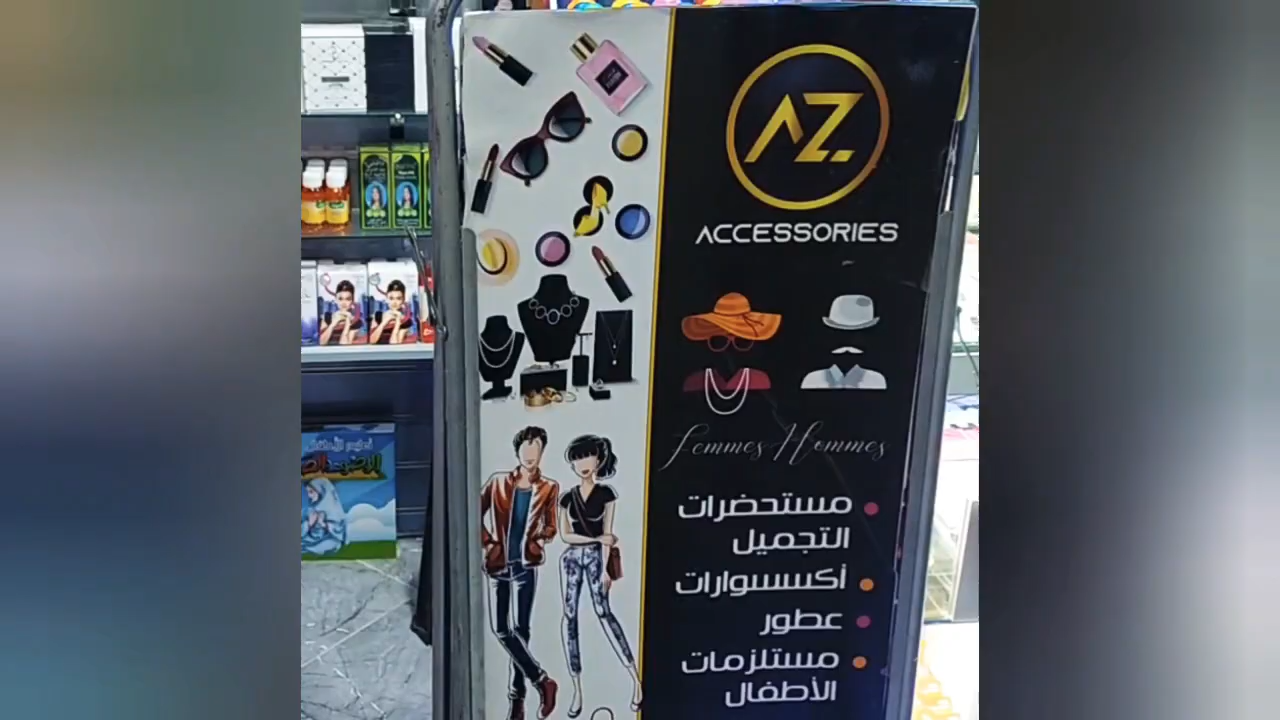 AZ.
ACCESSORIES
Femmes Hommes
مستحضرات
التجميل
أكسسوارات
عطور
مستلزمات
الأطفال